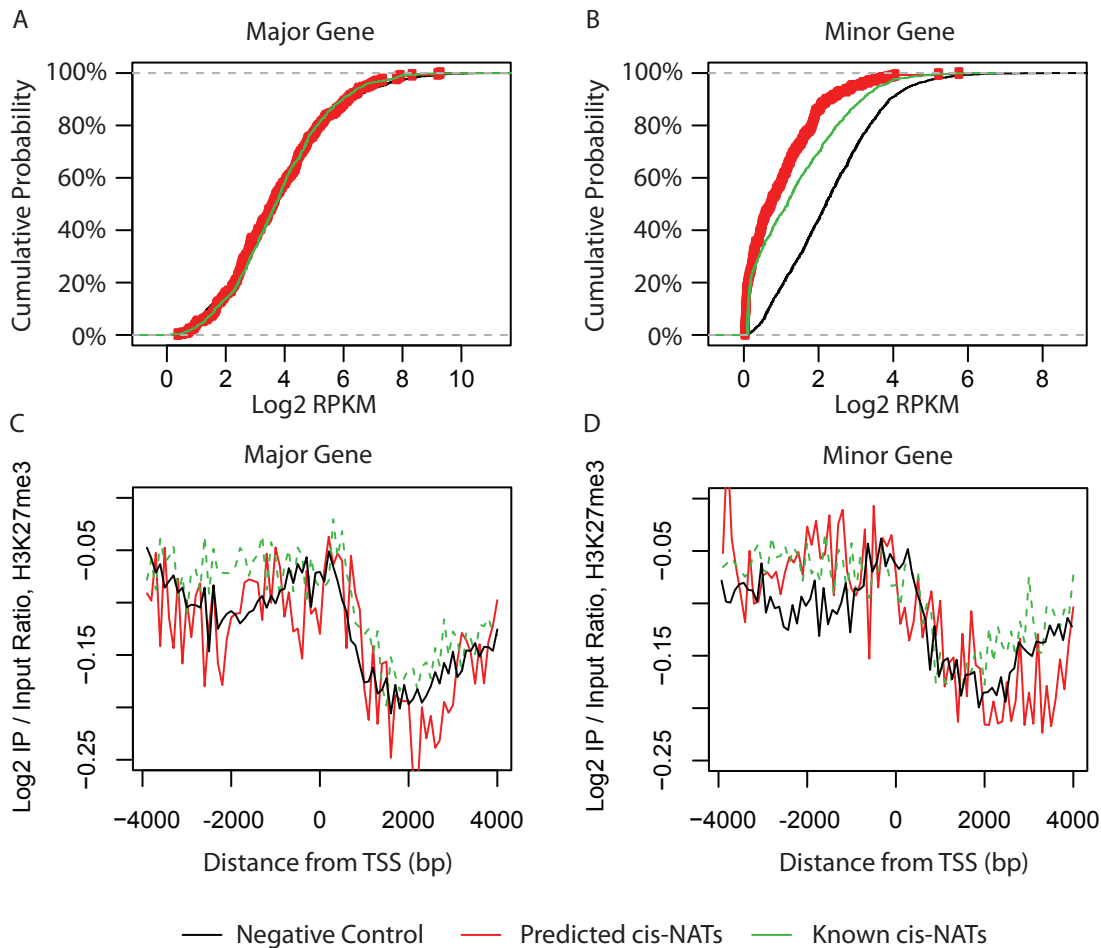 A
Major Gene
Cumulative Probability
100%
80%
60%
40%
20%
0%
0 2 4 6 8 10
Log2 RPKM
B
Minor Gene
Cumulative Probability
100%
80%
60%
40%
20%
0%
0 2 4 6 8
Log2 RPKM
C
Major Gene
Log2 IP / Input Ratio, H3K27me3
−0.05
−0.15
−0.25
−4000 -2000 0 2000 4000
Distance from TSS (bp)
D
Minor Gene
Log2 IP / Input Ratio, H3K27me3
−0.05
−0.15
−0.25
−4000 -2000 0 2000 4000
Distance from TSS (bp)
Negative Control Predicted cis-NATs Known cis-NATs